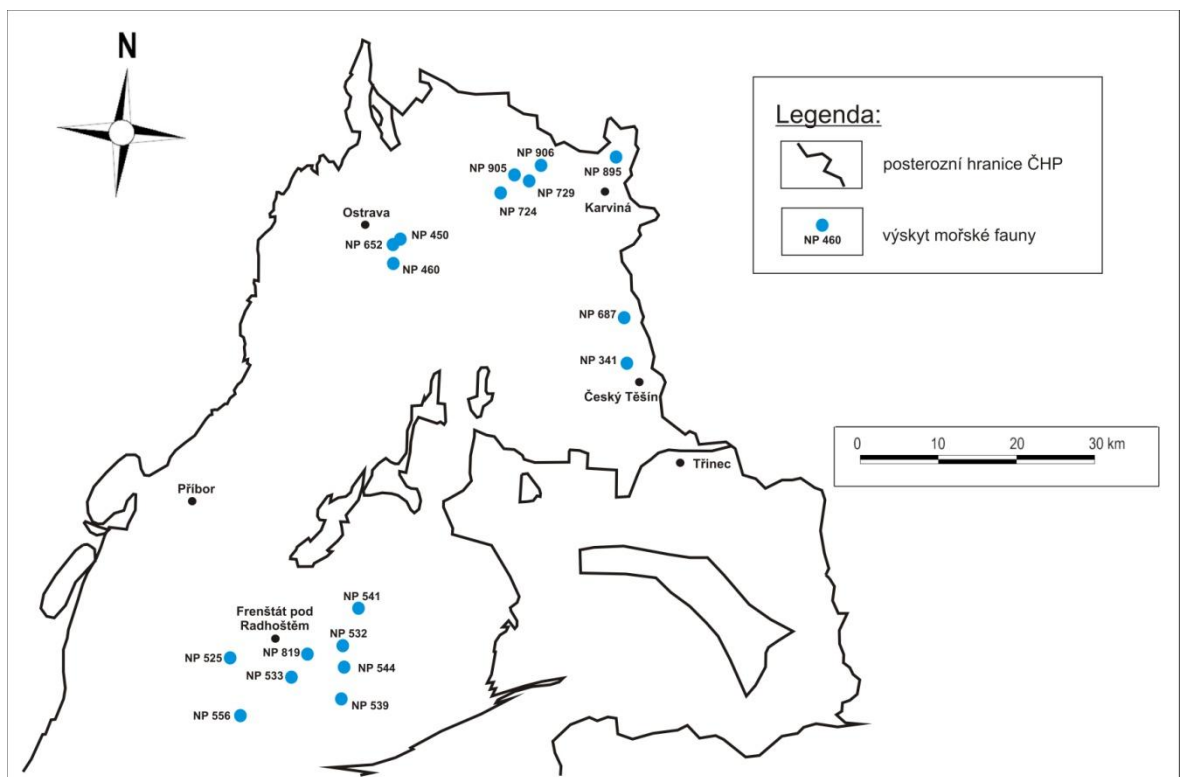 N
Legenda:
posterozní hranice ČHP
NP 460
výskyt mořské fauny
NP 906
NP 905
NP 895
NP 729
Karviná
NP 724
Ostrava
NP 450
NP 652
NP 460
NP 687
NP 341
Český Těšín
0 10 20 30 km
Třinec
Příbor
NP 541
Frenštát pod
Radhoštěm
NP 532
NP 819
NP 525
NP 544
NP 533
NP 539
NP 556